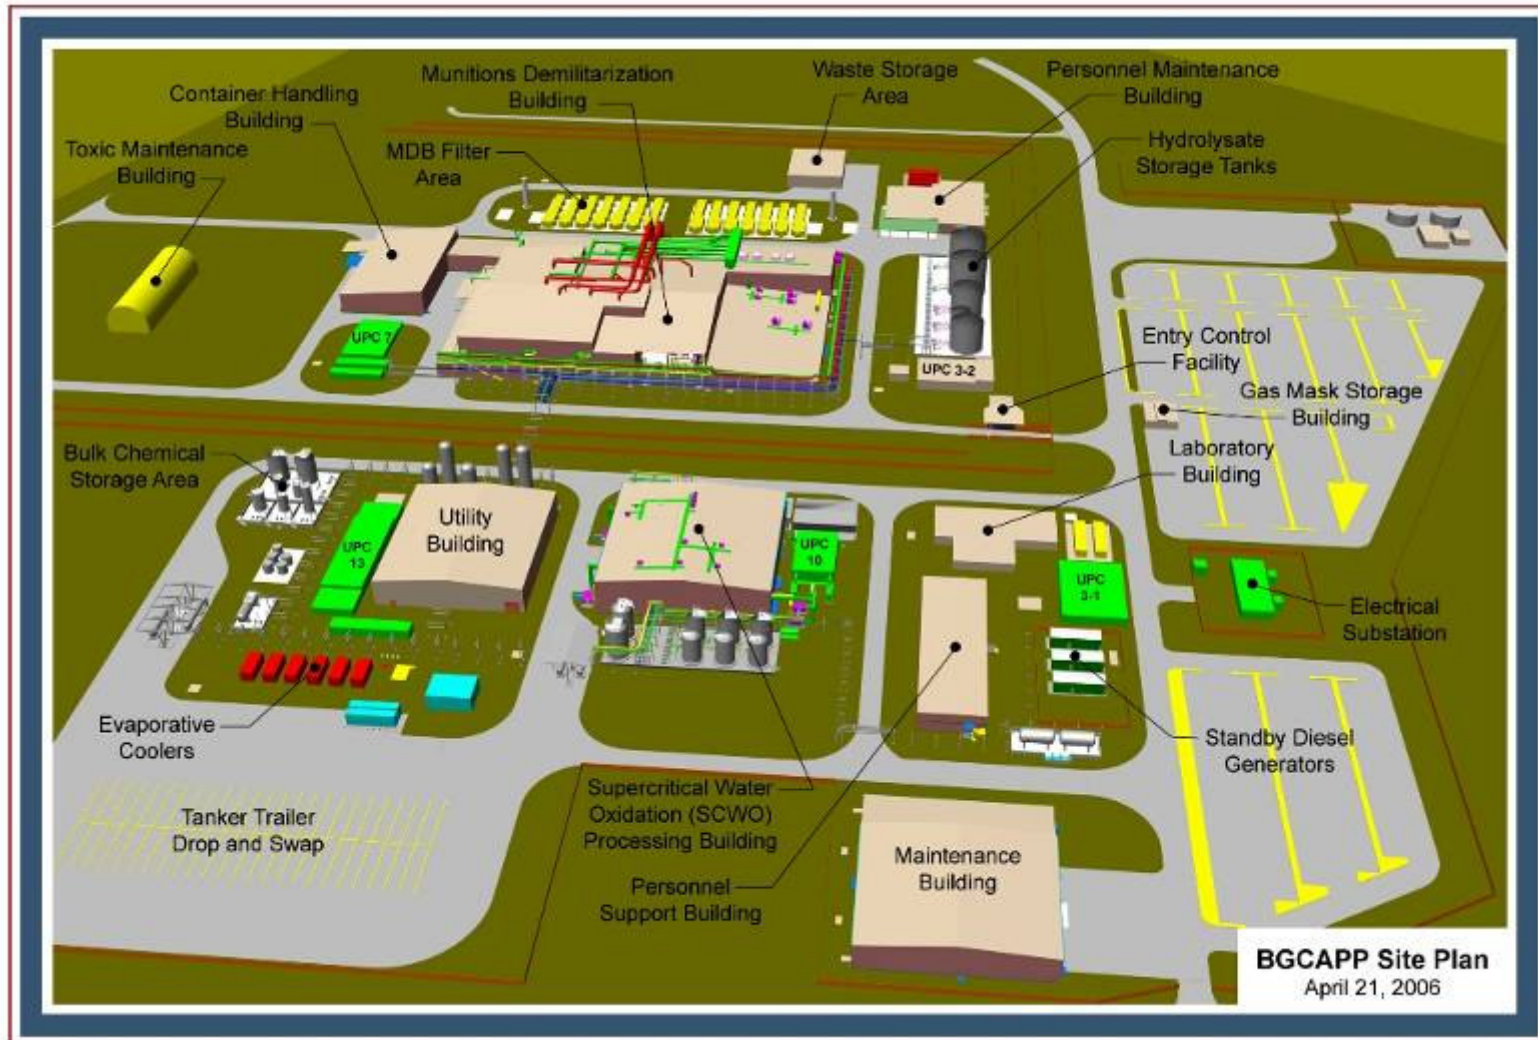 Munitions Demilitarization
Building
Waste Storage
Area
Personnel Maintenance
Building
Container Handling
Building
Toxic Maintenance
Building
MDB Filter
Area
Hydrolysate
Storage Tanks
UPC 7
UPC 3-2
Entry Control
Facility
Gas Mask Storage
Building
Laboratory
Building
Bulk Chemical
Storage Area
Utility
Building
UPC
13
UPC
10
UPC
3-1
Electrical
Substation
Evaporative
Coolers
Standby Diesel
Generators
Supercritical Water
Oxidation (SCWO)
Processing Building
Tanker Trailer
Drop and Swap
Personnel
Support Building
Maintenance
Building
BGCAPP Site Plan
April 21, 2006